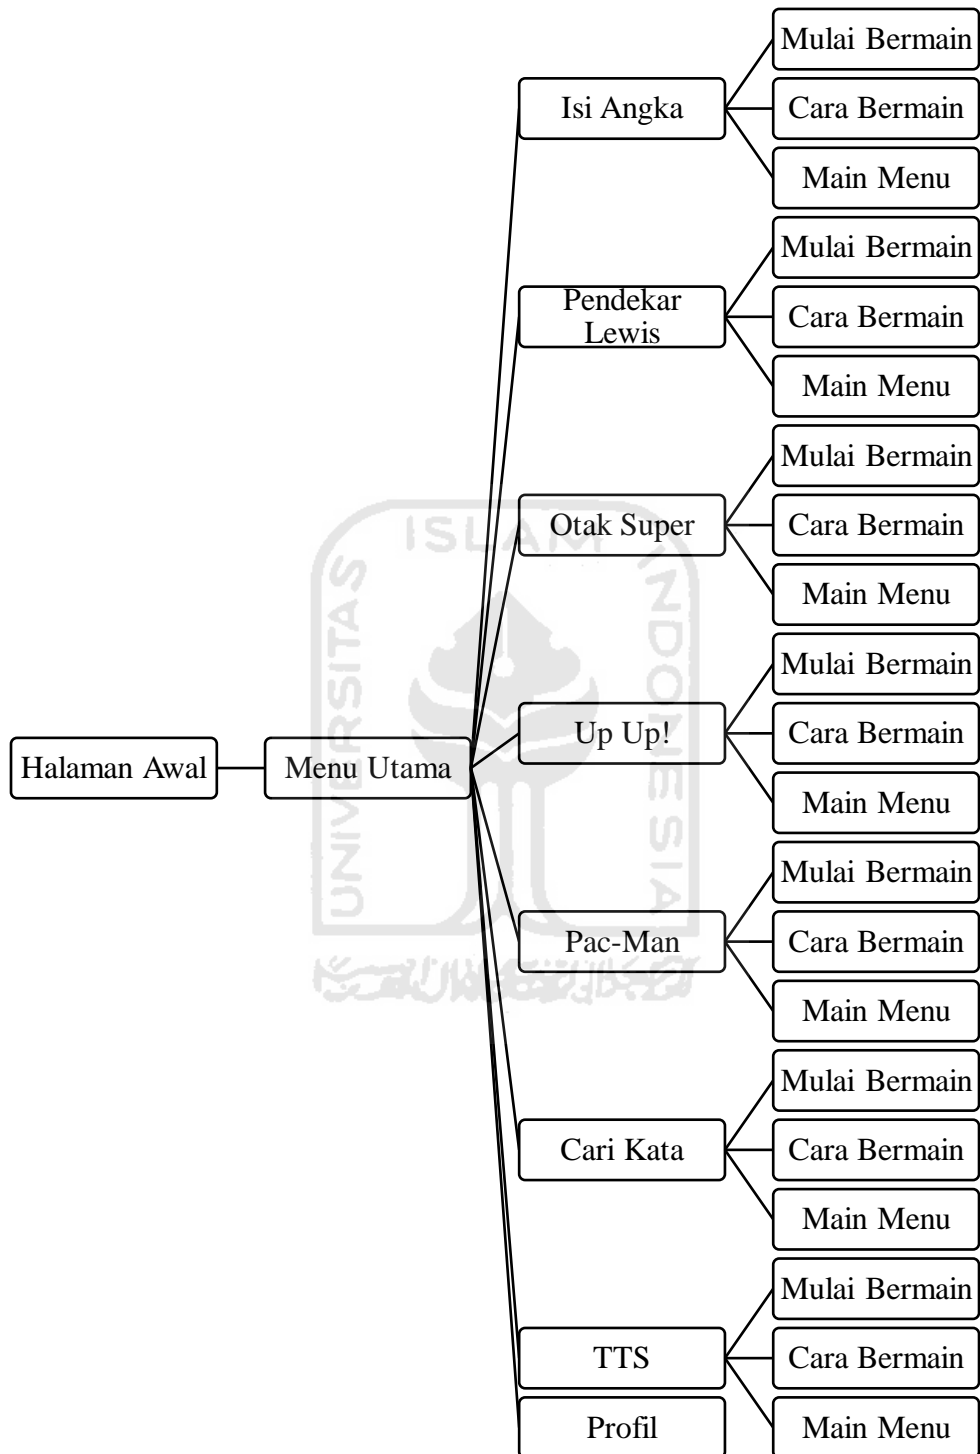 Halaman Awal
Menu Utama
Isi Angka
Mulai Bermain
Cara Bermain
Main Menu
Pendekar
Lewis
Mulai Bermain
Cara Bermain
Main Menu
Otak Super
Mulai Bermain
Cara Bermain
Main Menu
Up Up!
Mulai Bermain
Cara Bermain
Main Menu
Pac-Man
Mulai Bermain
Cara Bermain
Main Menu
Cari Kata
Mulai Bermain
Cara Bermain
Main Menu
TTS
Mulai Bermain
Cara Bermain
Main Menu
Profil
UNIVERSITAS
ISLAM
INDONESIA